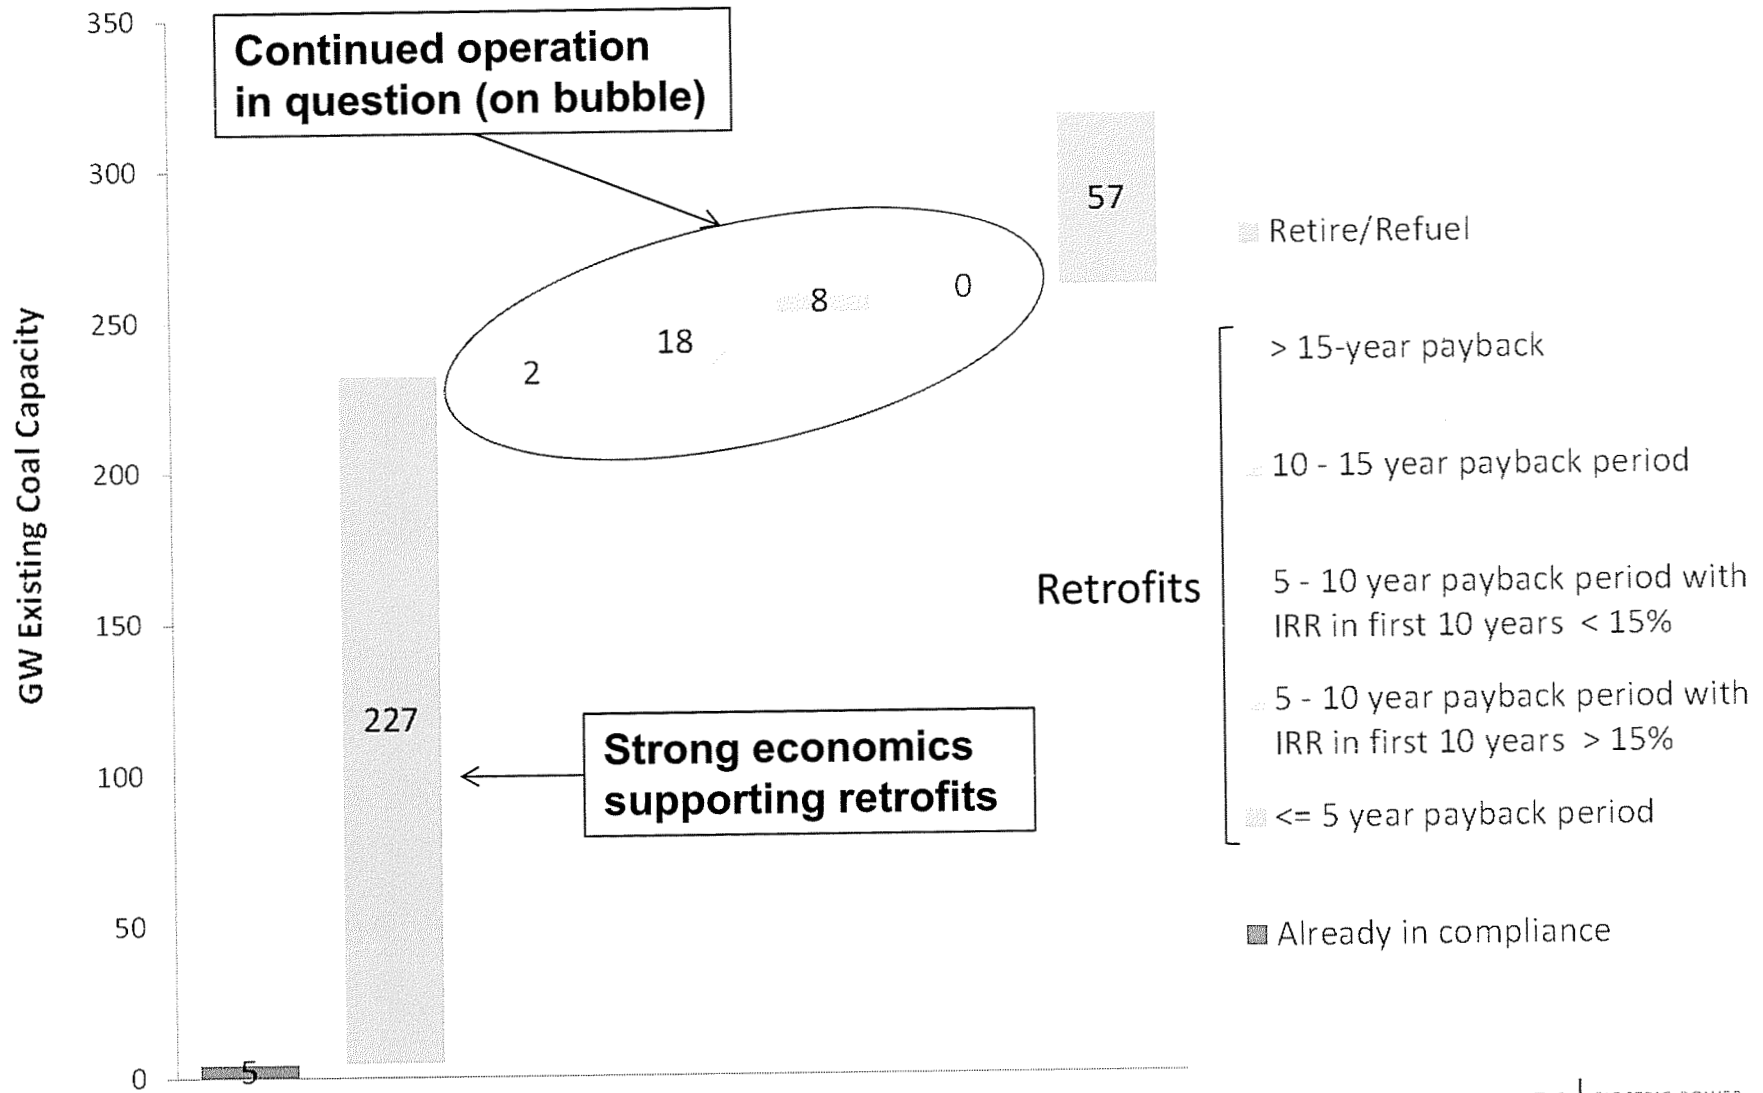 350
Continued operation
in question (on bubble)
300
57
Retire/Refuel
0
8
250
18
> 15-year payback
2
GW Existing Coal Capacity
200
10 - 15 year payback period
Retrofits
5 - 10 year payback period with
IRR in first 10 years < 15%
150
5 - 10 year payback period with
IRR in first 10 years > 15%
227
Strong economics
supporting retrofits
100
<= 5 year payback period
50
Already in compliance
5
0